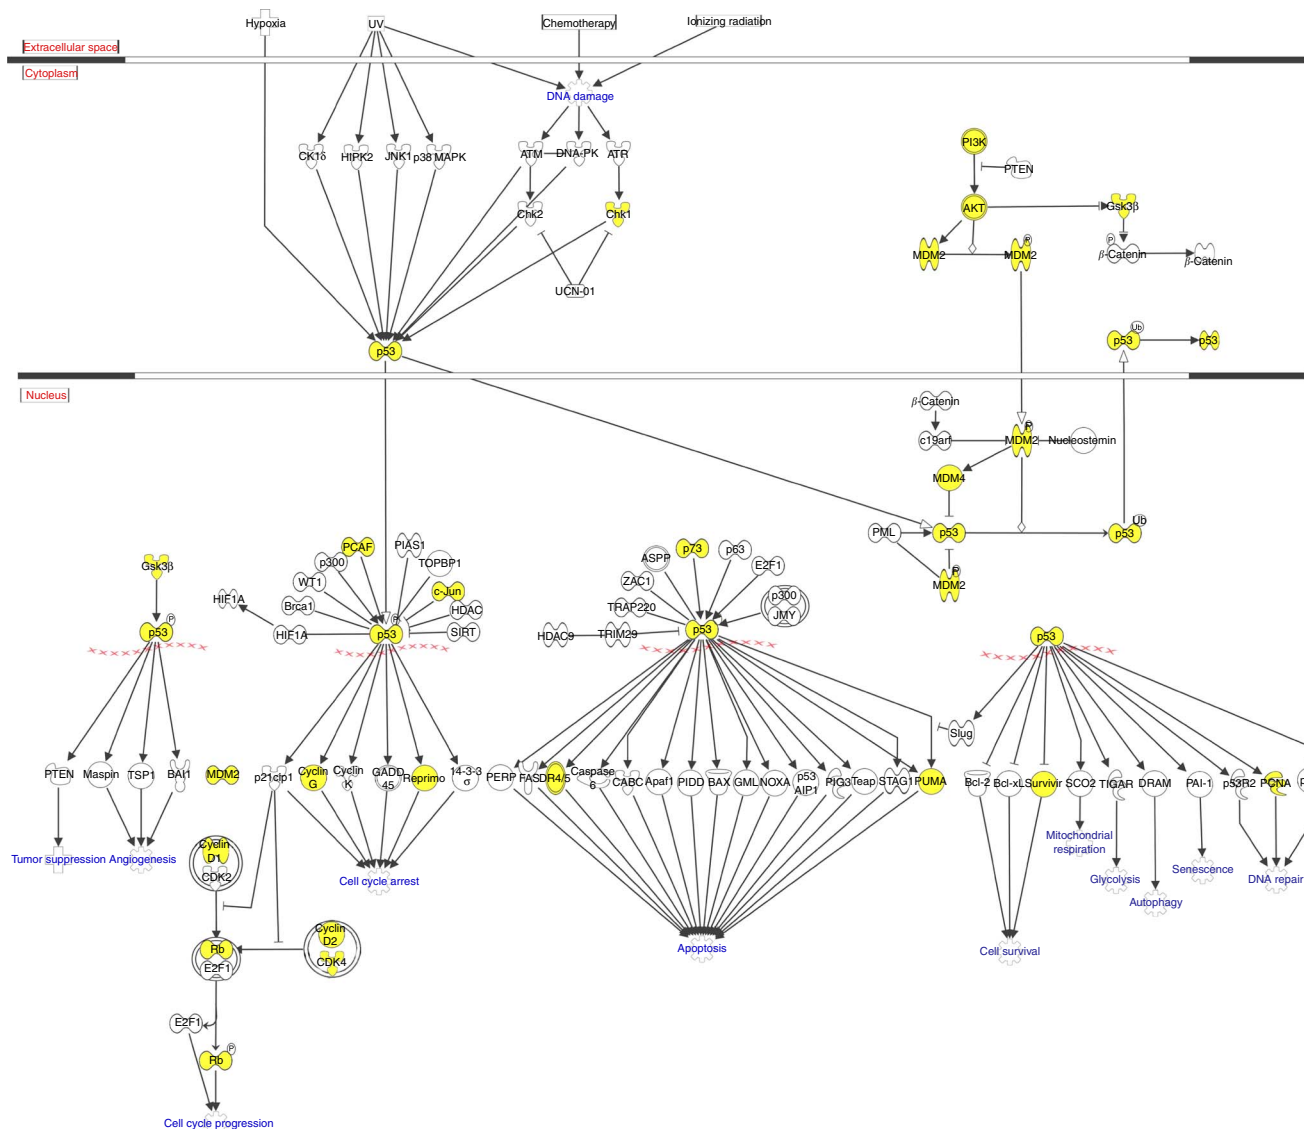 Hypoxia
UV
Chemotherapy
Ionizing radiation
Extracellular space
Cytoplasm
DNA damage
CK1δ
HIPK2
JNK1
p38 MAPK
ATM
DNA-PK
ATR
Chk2
Chk1
UCN-01
p53
PI3K
PTEN
AKT
Gsk3β
MDM2
MDM2
P
P
β-Catenin
β-Catenin
p53
Ub
p53
Nucleus
β-Catenin
c19arf
MDM2
P
Nucleostemin
MDM4
PML
p53
p53
Ub
MDM2
P
Gsk3β
p53
P
PCAF
PIAS1
p300
TOPBP1
WT1
c-Jun
Brca1
HDAC
HIF1A
HIF1A
p53
P
SIRT
ASPP
p73
p63
E2F1
ZAC1
p300
JMY
TRAP220
HDAC9
TRIM29
p53
p53
PTEN
Maspin
TSP1
BAI1
MDM2
p21cip1
Cyclin
G
Cyclin
K
GADD
45
Reprimo
14-3-3
σ
PERP
FAS
DR4/5
Caspase
6
CABC
Apaf1
PIDD
BAX
GML
NOXA
p53
AIP1
PIG3
Teap
STAG1
PUMA
Slug
Bcl-2
Bcl-xL
Survivir
SCO2
TIGAR
DRAM
PAI-1
p53R2
PCNA
Tumor suppression
Angiogenesis
Cyclin
D1
CDK2
Cell cycle arrest
Mitochondrial
respiration
Glycolysis
Autophagy
Senescence
DNA repair
Cyclin
D2
CDK4
Rb
E2F1
Apoptosis
Cell survival
E2F1
Rb
P
Cell cycle progression